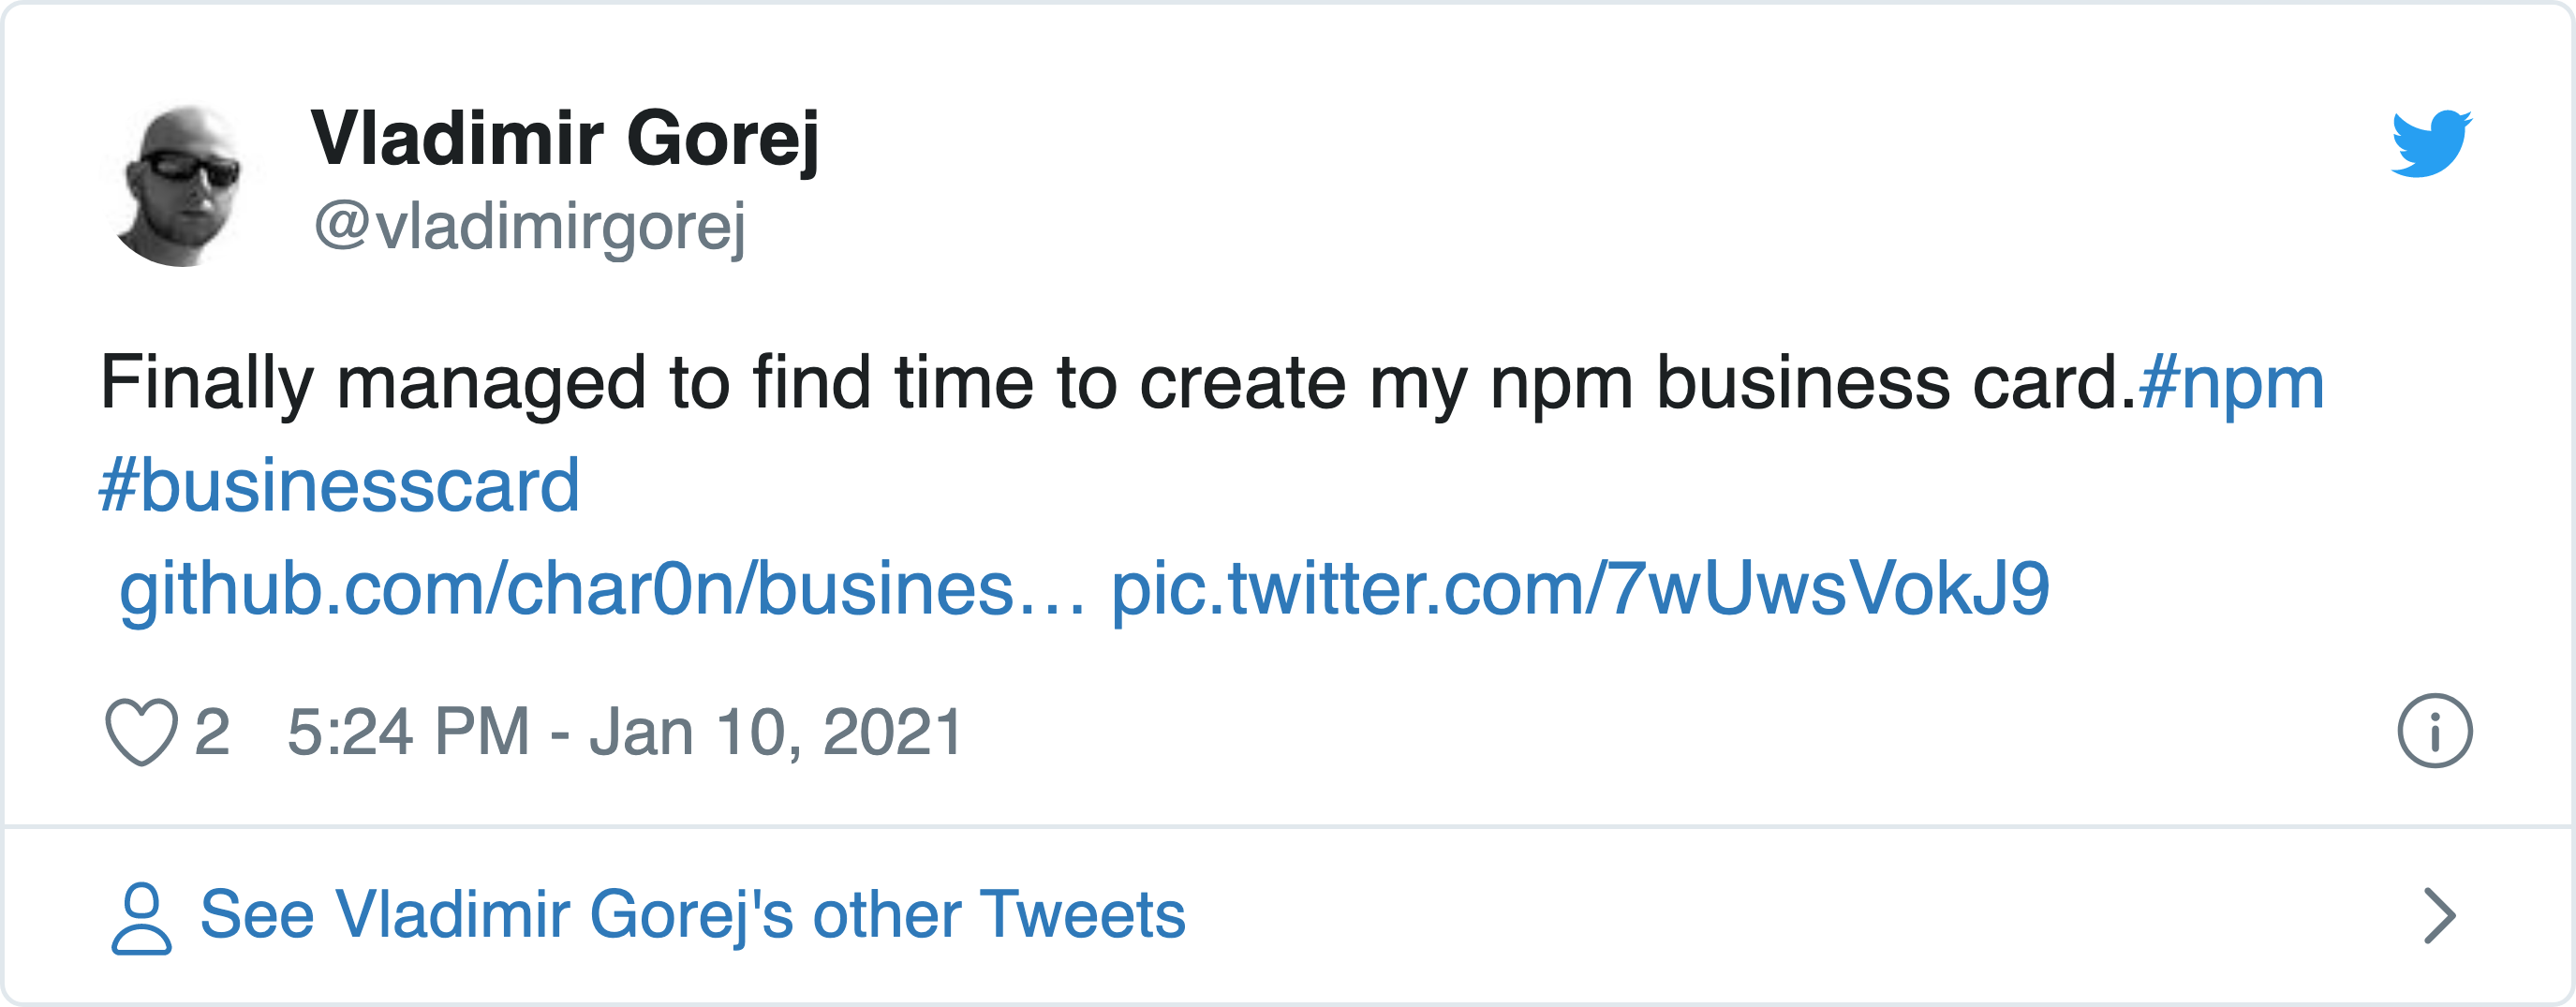 Vladimir Gorej
@vladimirgorej
Finally managed to find time to create my npm business card.#npm
#businesscard
github.com/char0n/busines… pic.twitter.com/7wUwsVokJ9
2 5:24 PM - Jan 10, 2021
See Vladimir Gorej's other Tweets